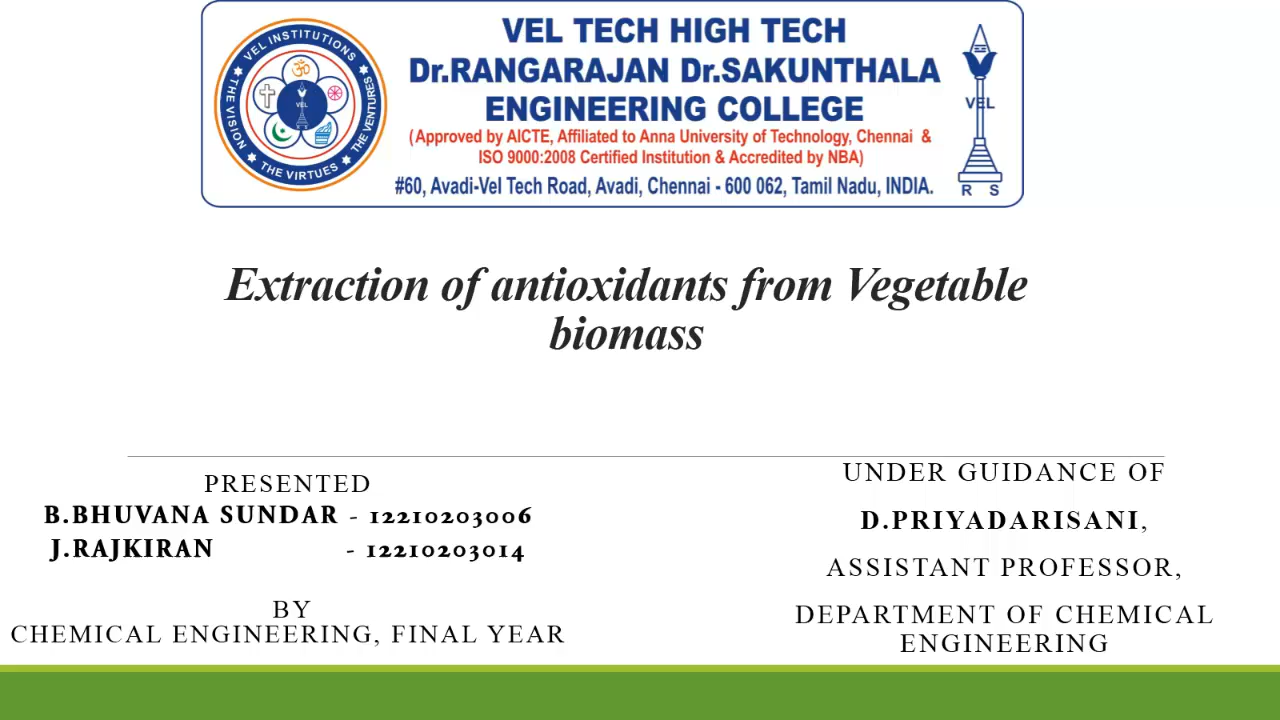 VEL INSTITUTIONS
THE VISION
THE VENTURES
THE VIRTUES
VEL
VEL TECH HIGH TECH
Dr.RANGARAJAN Dr.SAKUNTHALA
ENGINEERING COLLEGE
(Approved by AICTE, Affiliated to Anna University of Technology, Chennai &
ISO 9000:2008 Certified Institution & Accredited by NBA)
#60, Avadi-Vel Tech Road, Avadi, Chennai - 600 062, Tamil Nadu, INDIA.
VEL
R S
Extraction of antioxidants from Vegetable
biomass
PRESENTED
B.BHUVANA SUNDAR - 12210203006
J.RAJKIRAN - 12210203014
BY
CHEMICAL ENGINEERING, FINAL YEAR
UNDER GUIDANCE OF
D.PRIYADARISANI,
ASSISTANT PROFESSOR,
DEPARTMENT OF CHEMICAL
ENGINEERING